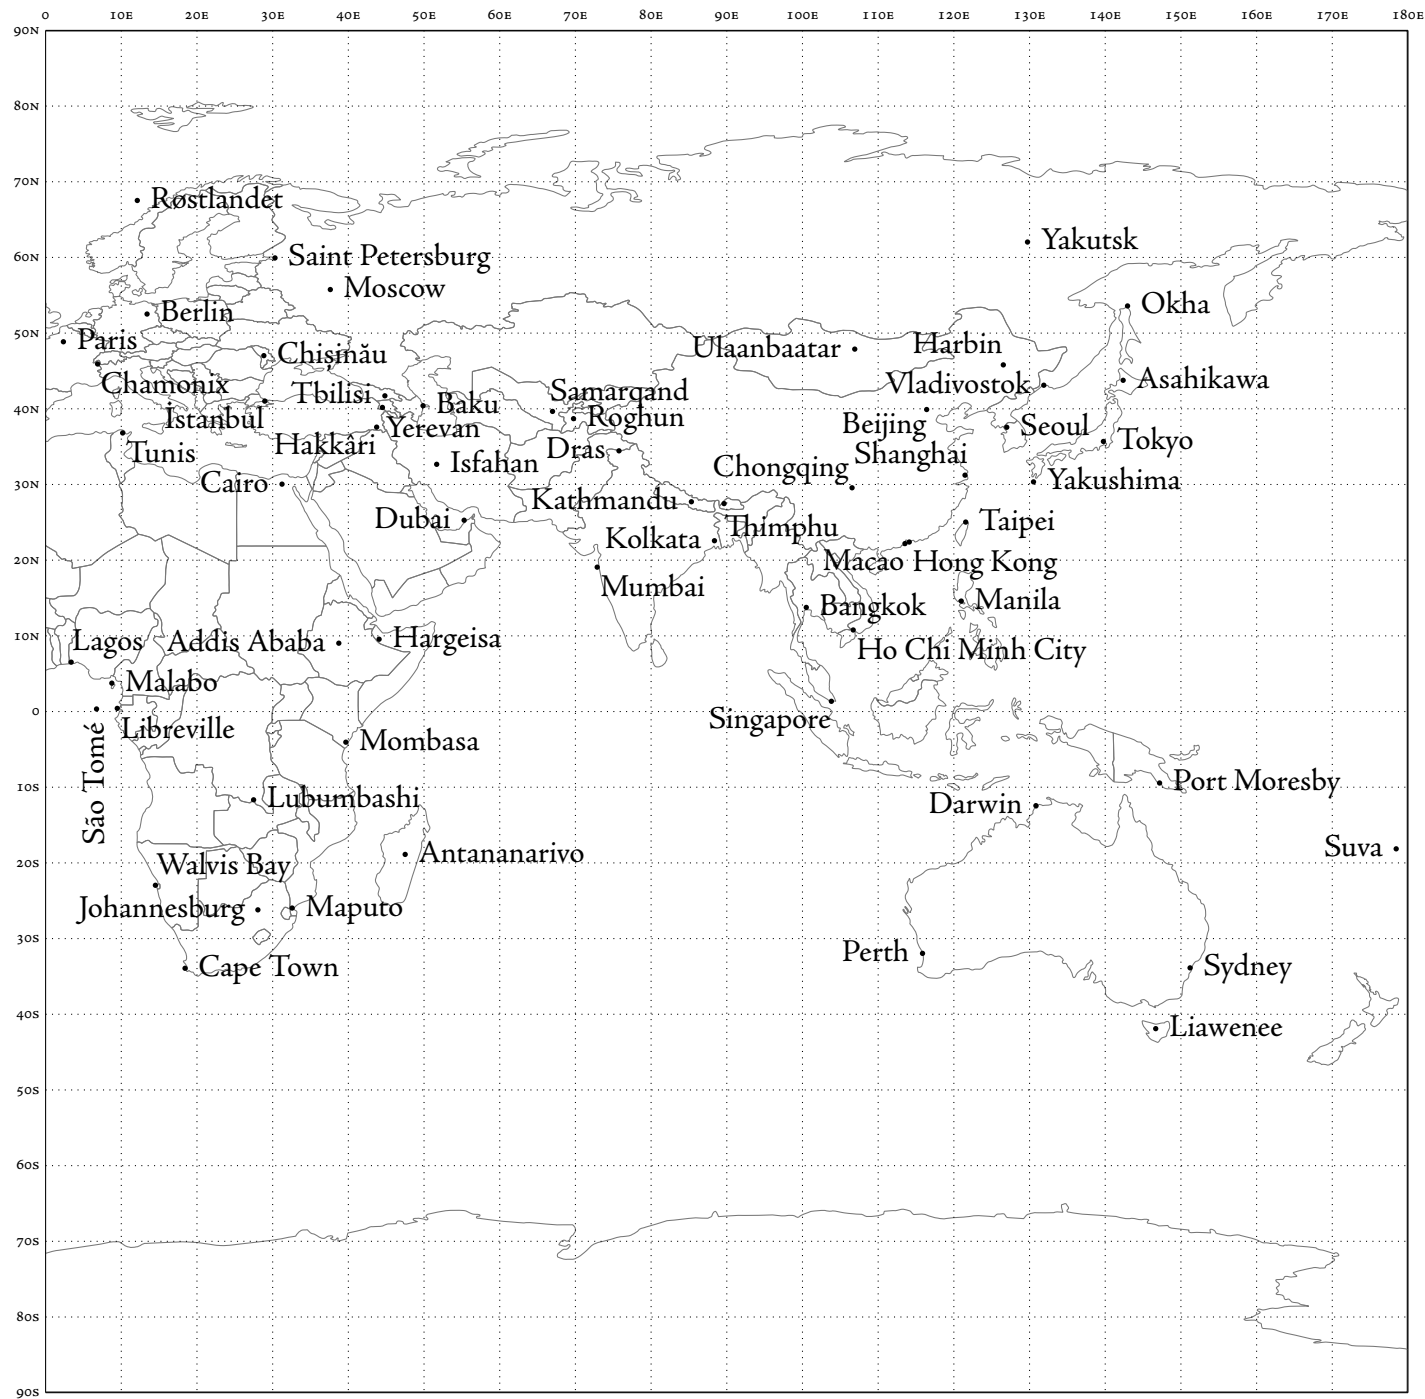 0 10E 20E 30E 40E 50E 60E 70E 80E 90E 100E 110E 120E 130E 140E 150E 160E 170E 180E
90N
80N
70N
Røstlandet
Yakutsk
60N
Saint Petersburg
Moscow
Okha
Berlin
50N
Paris
Ulaanbaatar
Harbin
Chișinău
Chamonix
Vladivostok
Asahikawa
Tbilisi
Samarqand
40N
Baku
İstanbul
Roghun
Yerevan
Beijing
Seoul
Tokyo
Hakkâri
Tunis
Dras
Shanghai
Isfahan
Chongqing
30N
Cairo
Yakushima
Kathmandu
Dubai
Thimphu
Taipei
Kolkata
20N
Macao
Hong Kong
Mumbai
Manila
Bangkok
10N
Lagos
Addis Ababa
Hargeisa
Ho Chi Minh City
Malabo
0
Singapore
Libreville
Mombasa
São Tomé
10S
Port Moresby
Lubumbashi
Darwin
Suva
20S
Antananarivo
Walvis Bay
Johannesburg
Maputo
30S
Perth
Cape Town
Sydney
40S
Liawenee
50S
60S
70S
80S
90S